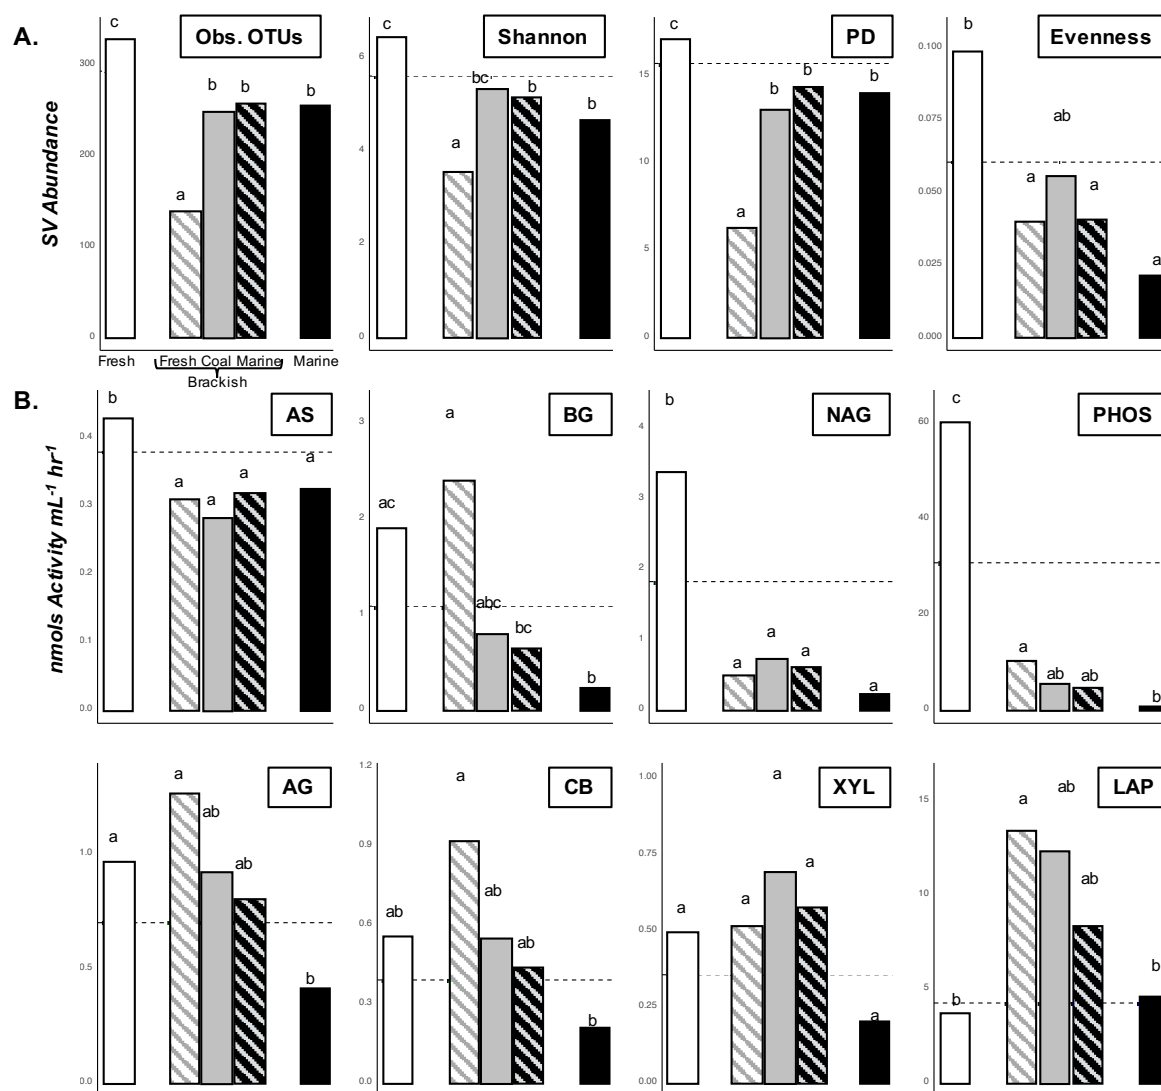 A.
SV Abundance
c
Obs. OTUs
300
200
100
0
a
b
b
b
Fresh
Fresh Coal Marine
Marine
Brackish
Shannon
6
4
2
0
a
bc
b
b
c
PD
15
10
5
0
a
b
b
b
b
Evenness
0.100
0.075
0.050
0.025
0.000
a
ab
a
a
B.
nmols Activity mL-1 hr-1
b
AS
0.4
0.3
0.2
0.1
0.0
a
a
a
a
a
BG
3
2
1
0
ac
abc
bc
b
b
NAG
4
3
2
1
0
a
a
a
a
c
PHOS
60
40
20
0
a
ab
ab
b
AG
1.0
0.5
0.0
a
a
ab
ab
b
CB
1.2
0.9
0.6
0.3
0.0
ab
a
ab
ab
b
XYL
1.00
0.75
0.50
0.25
0.00
a
a
a
a
a
LAP
15
10
5
0
b
a
ab
ab
b